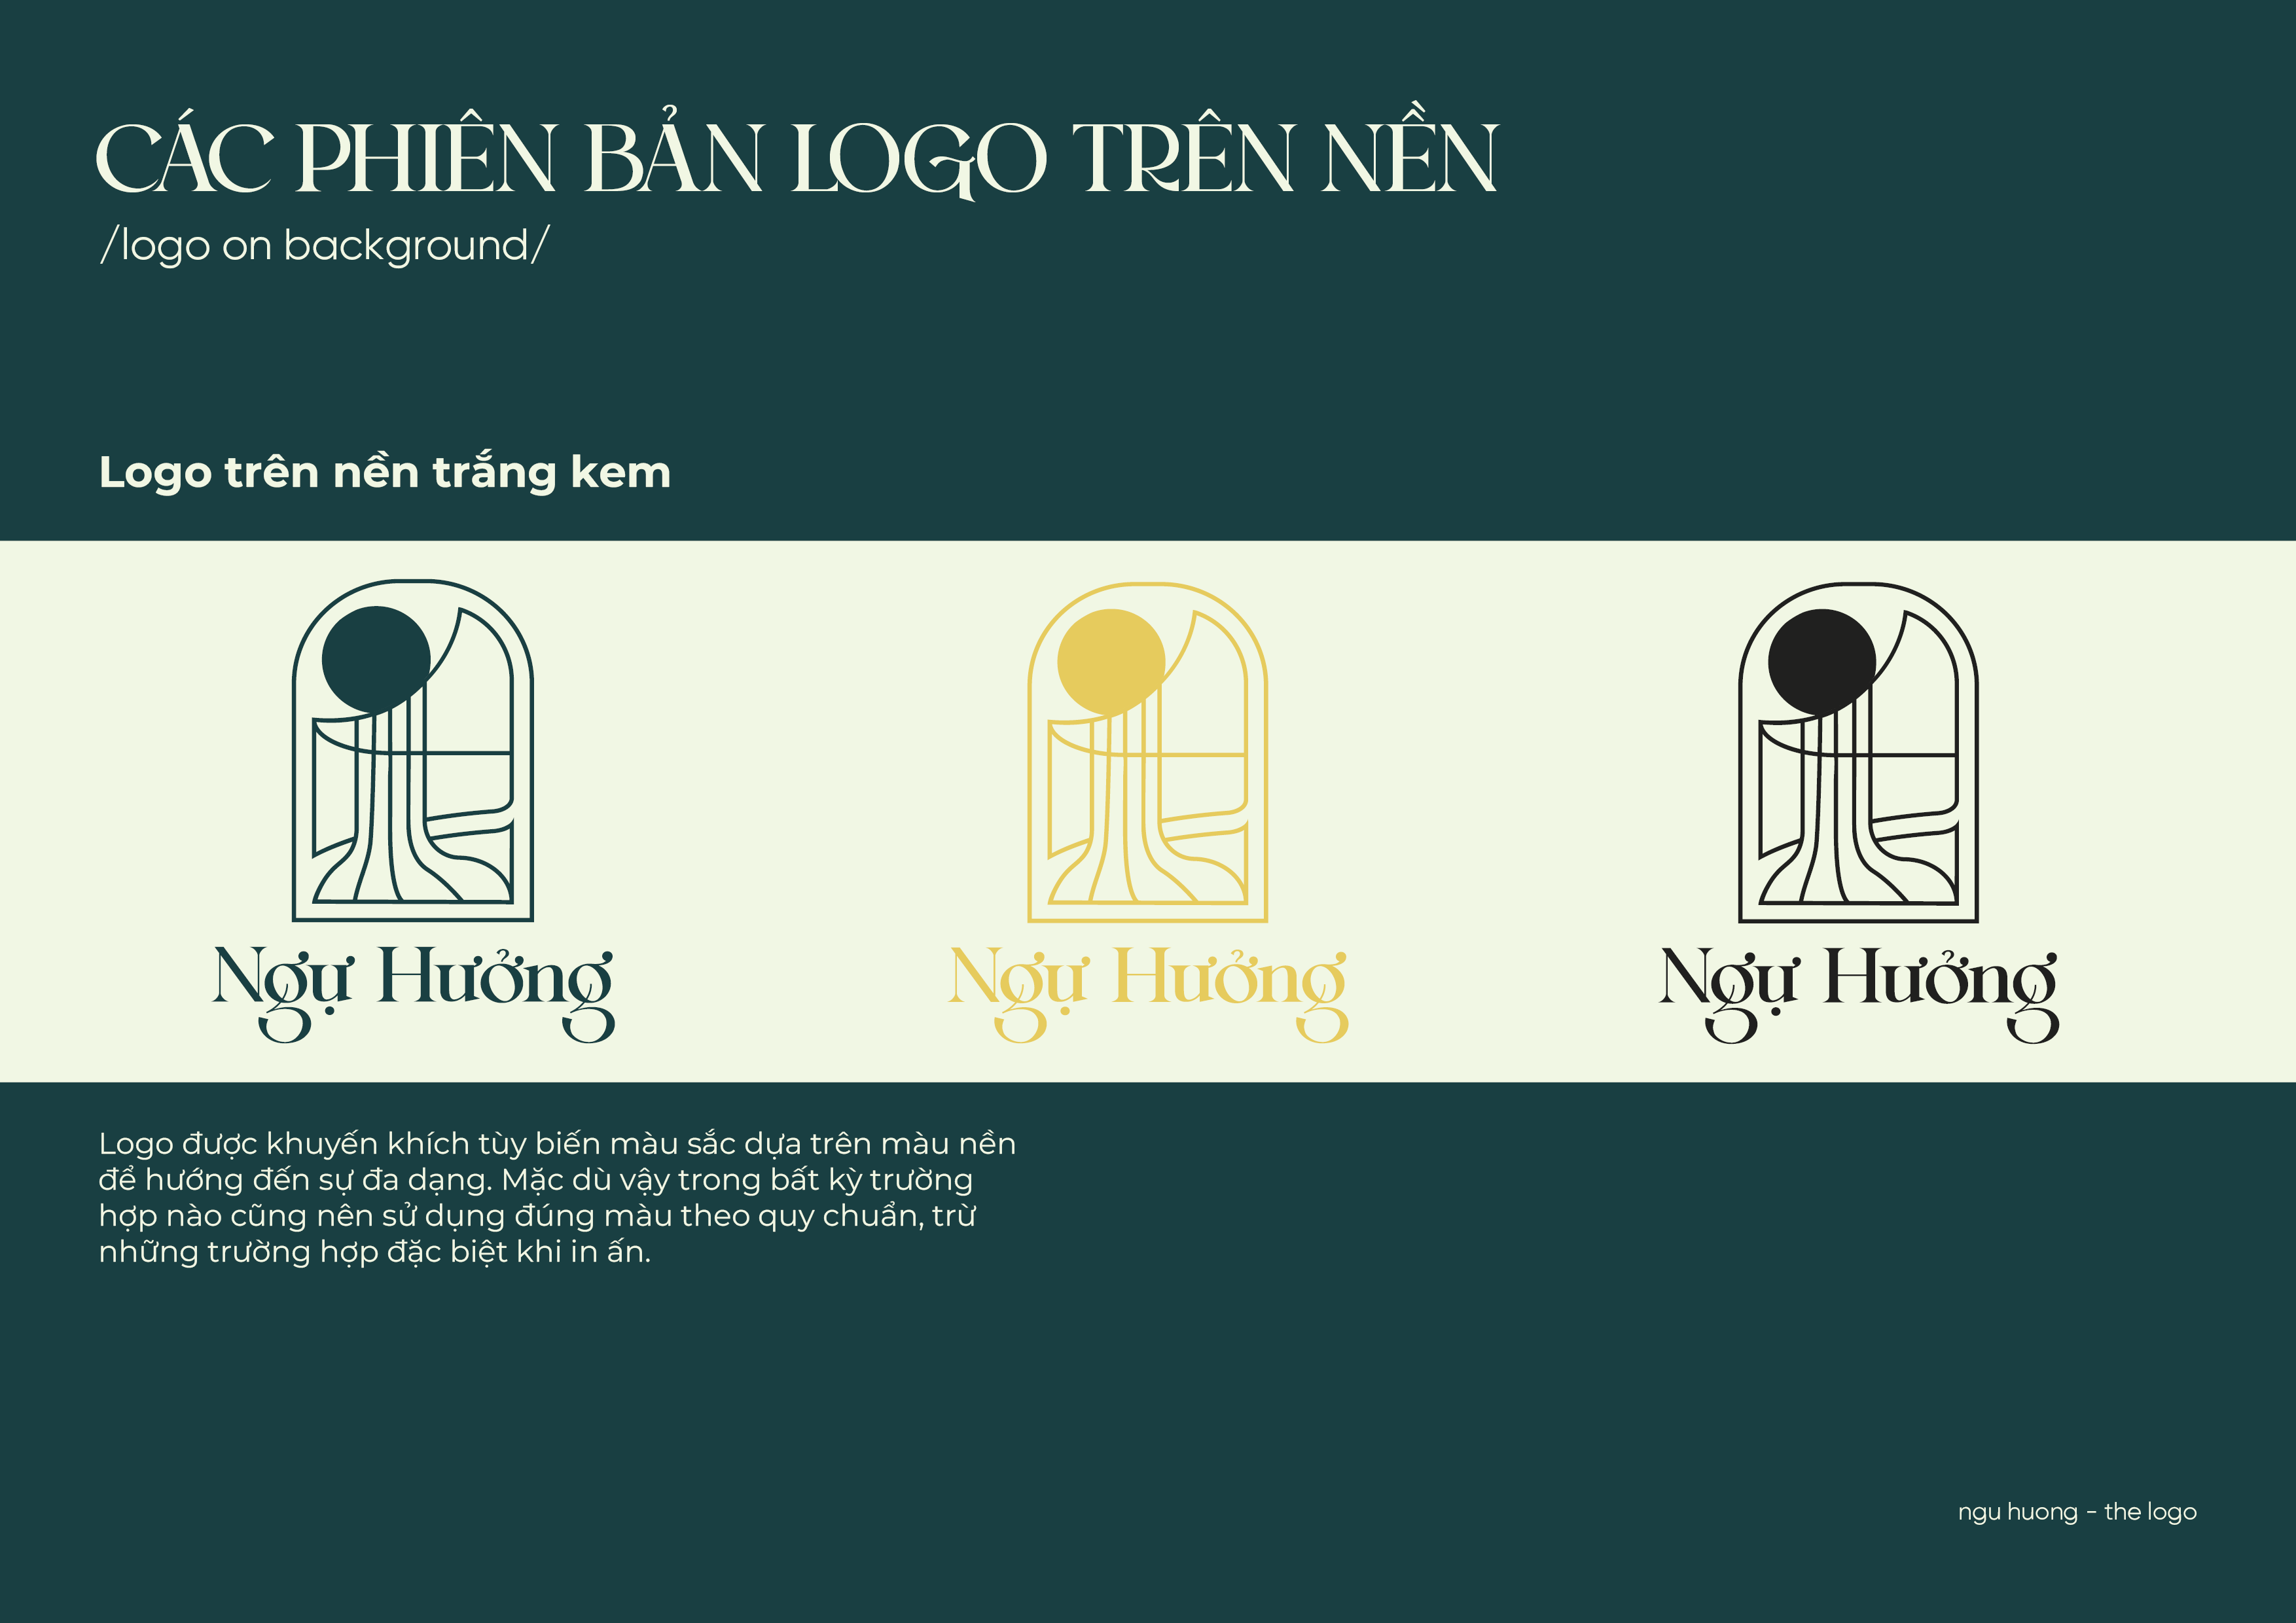 CÁC PHIÊN BẢN LOGO TRÊN NỀN
/logo on background/
Logo trên nền trắng kem
Ngự Hưởng
Ngự Hưởng
Ngự Hưởng
Logo được khuyến khích tùy biến màu sắc dựa trên màu nền
để hướng đến sự đa dạng. Mặc dù vậy trong bất kỳ trường
hợp nào cũng nên sử dụng đúng màu theo quy chuẩn, trừ
những trường hợp đặc biệt khi in ấn.
ngu huong - the logo